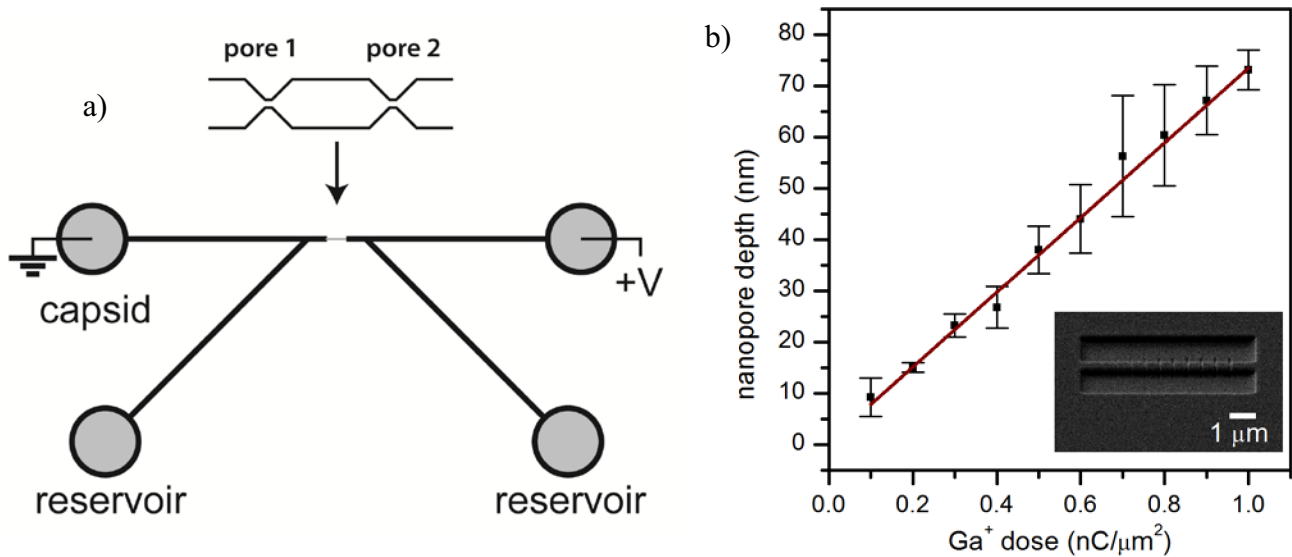 a)
pore 1 pore 2
capsid
+V
reservoir reservoir
b)
nanopore depth (nm)
80
70
60
50
40
30
20
10
0
1 μm
0.0 0.2 0.4 0.6 0.8 1.0
Ga⁺ dose (nC/μm²)